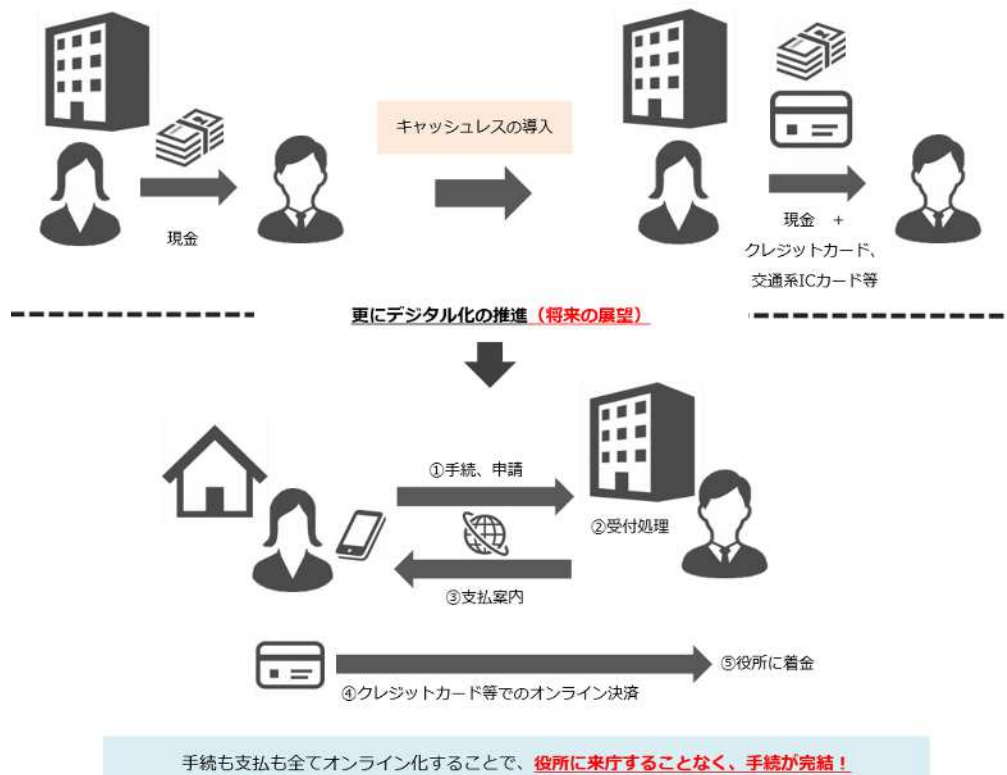 キャッシュレスの導入
現金
現金 +
クレジットカード、
交通系ICカード等
更にデジタル化の推進（将来の展望）
①手続、申請
②受付処理
③支払案内
⑤役所に着金
④クレジットカード等でのオンライン決済
手続も支払も全てオンライン化することで、役所に来庁することなく、手続が完結！